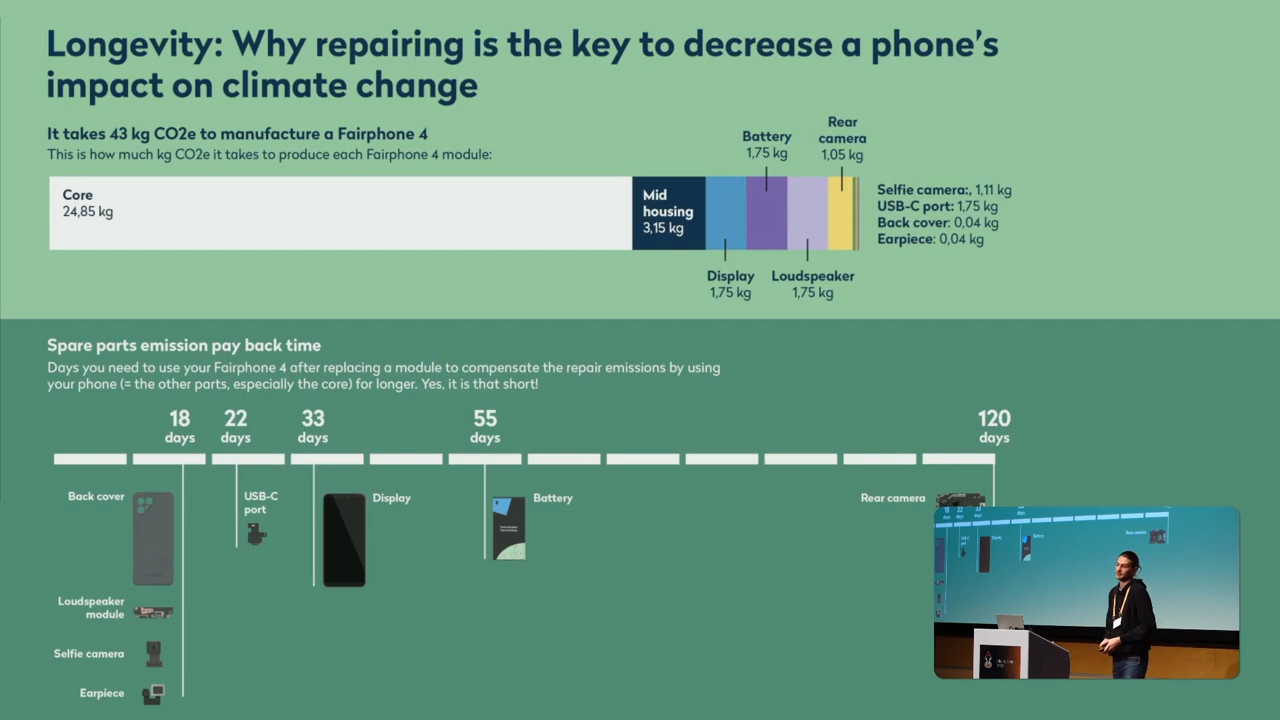 Longevity: Why repairing is the key to decrease a phone's
impact on climate change
It takes 43 kg CO2e to manufacture a Fairphone 4
This is how much kg CO2e it takes to produce each Fairphone 4 module:
Core
24,85 kg
Mid
housing
3,15 kg
Battery
1,75 kg
Rear
camera
1,05 kg
Display
1,75 kg
Loudspeaker
1,75 kg
Selfie camera:, 1,11 kg
USB-C port: 1,75 kg
Back cover: 0,04 kg
Earpiece: 0,04 kg
Spare parts emission pay back time
Days you need to use your Fairphone 4 after replacing a module to compensate the repair emissions by using
your phone (= the other parts, especially the core) for longer. Yes, it is that short!
18
days
22
days
33
days
55
days
120
days
Back cover
USB-C
port
Display
Battery
Rear camera
Loudspeaker
module
Selfie camera
Earpiece